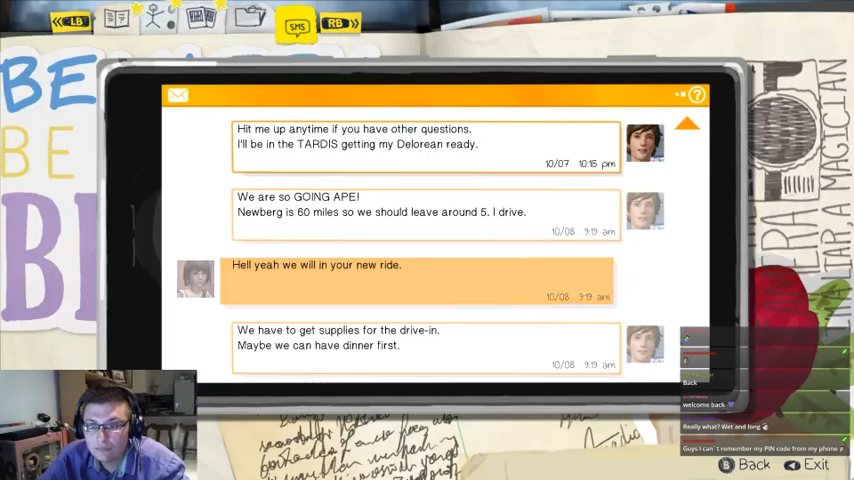 LB
SMS
RB
BE
BE
Hit me up anytime if you have other questions.
I'll be in the TARDIS getting my Delorean ready.
10/07 10:15 pm
We are so GOING APE!
Newberg is 60 miles so we should leave around 5. I drive.
10/08 9:19 am
Hell yeah we will in your new ride.
10/08 9:19 am
We have to get supplies for the drive-in.
Maybe we can have dinner first.
10/08 9:19 am
LIAR, A MAGICIAN
Back
welcome back
Really what? Wet and long
Guys I can't remember my PIN code from my phone
B Back
Exit